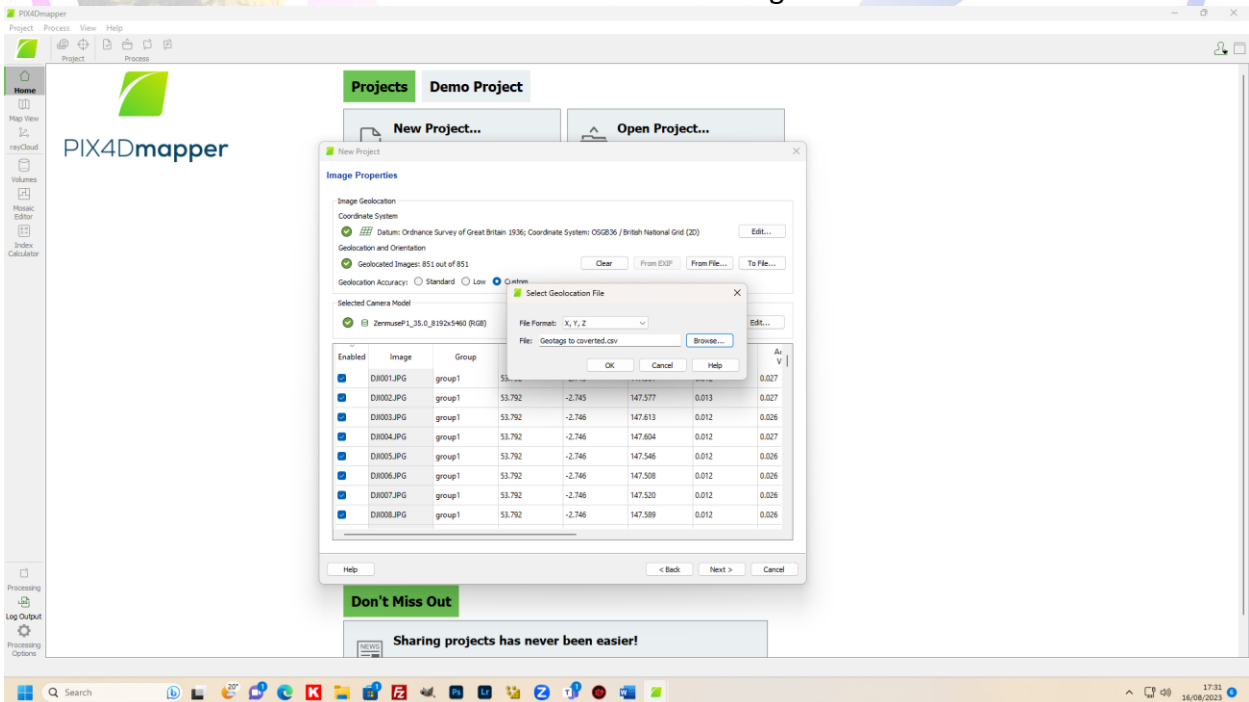 PIX4Dmapper
Project Process View Help
Project Process
Home
Map View
rayCloud
Volumes
Mosaic
Editor
Index
Calculator
Processing
Log Output
Processing
Options
PIX4Dmapper
Projects Demo Project
New Project... Open Project...
New Project
Image Properties
Image Geolocation
Coordinate System
Datum: Ordnance Survey of Great Britain 1936; Coordinate System: OSGB36 / British National Grid (2D) Edit...
Geolocation and Orientation
Geolocated Images: 851 out of 851 Clear From EXIF From File... To File...
Geolocation Accuracy: Standard Low Custom
Selected Camera Model
ZenmuseP1_35.0_8192x5460 (RGB) Edit...
Select Geolocation File
File Format: X, Y, Z
File: Geotags to coverted.csv Browse...
OK Cancel Help
Enabled Image Group
DJI001.JPG group1 0.027
DJI002.JPG group1 53.792 -2.745 147.577 0.013 0.027
DJI003.JPG group1 53.792 -2.746 147.613 0.012 0.026
DJI004.JPG group1 53.792 -2.746 147.604 0.012 0.027
DJI005.JPG group1 53.792 -2.746 147.546 0.012 0.026
DJI006.JPG group1 53.792 -2.746 147.508 0.012 0.026
DJI007.JPG group1 53.792 -2.746 147.520 0.012 0.026
DJI008.JPG group1 53.792 -2.746 147.589 0.012 0.026
Help < Back Next > Cancel
Don't Miss Out
NEWS
Sharing projects has never been easier!
Search 20°
17:31
16/08/2023